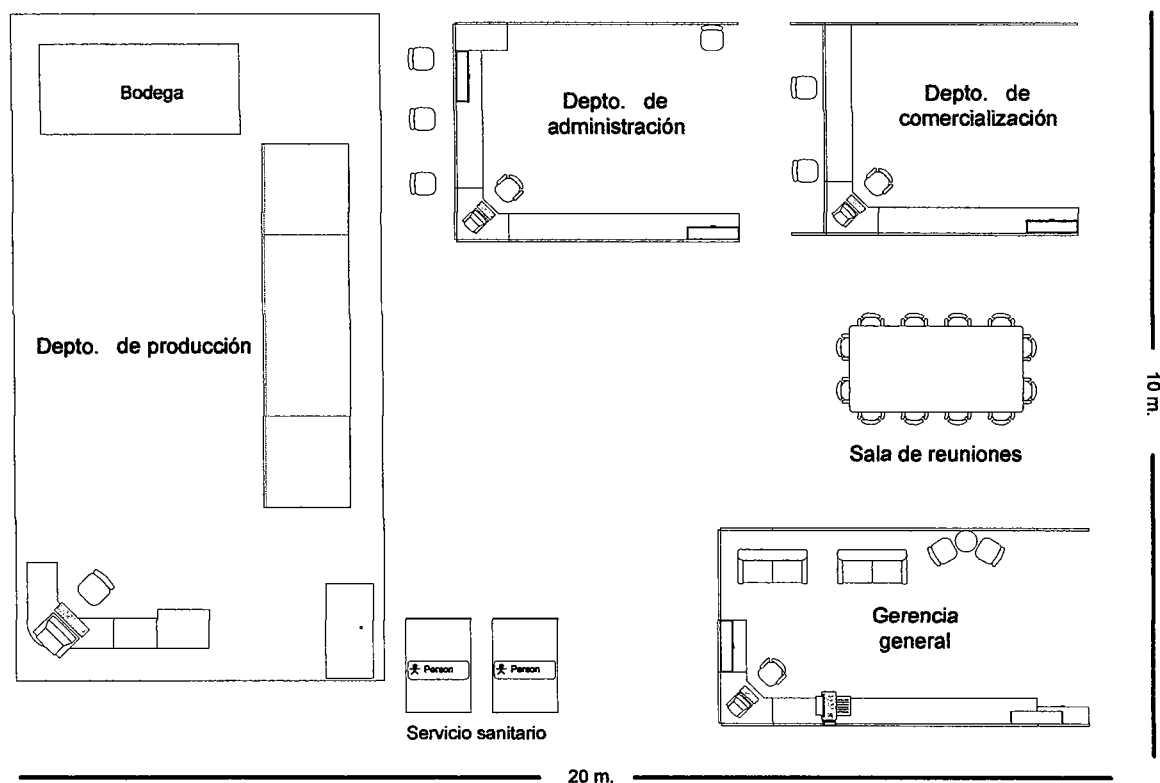 Bodega
Depto. de
administración
Depto. de
comercialización
Depto. de producción
10 m.
Sala de reuniones
Gerencia
general
Person
Person
Servicio sanitario
20 m.